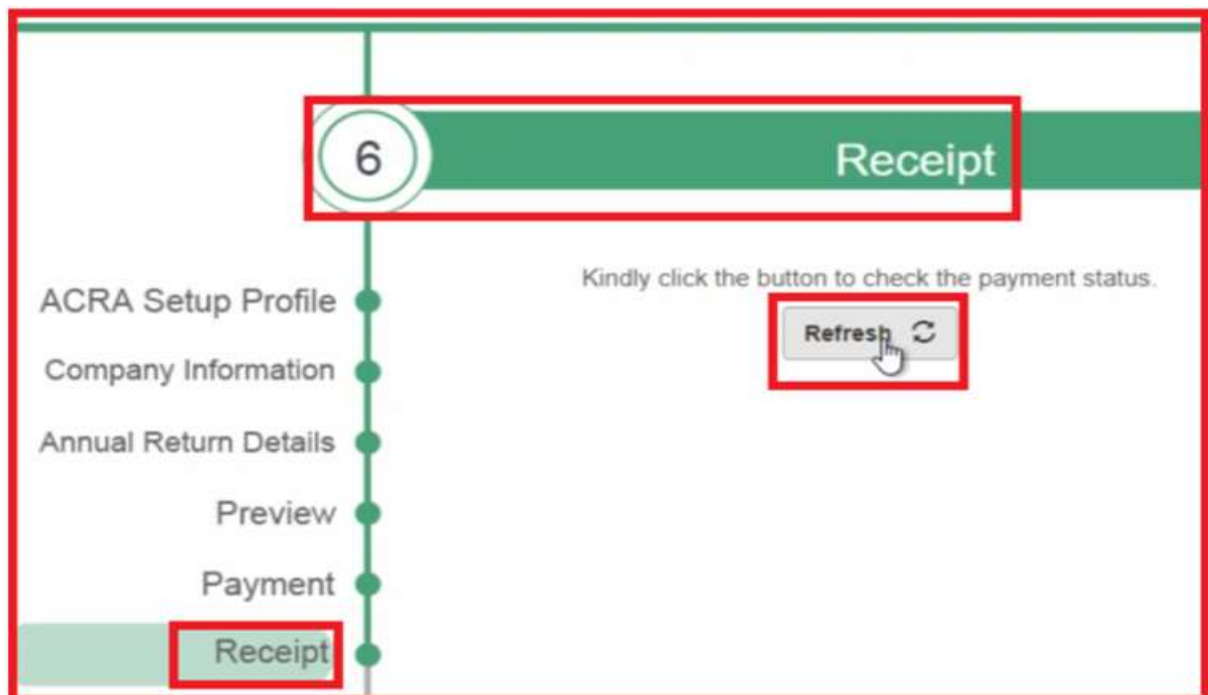 6
Receipt
Kindly click the button to check the payment status.
Refresh
ACRA Setup Profile
Company Information
Annual Return Details
Preview
Payment
Receipt